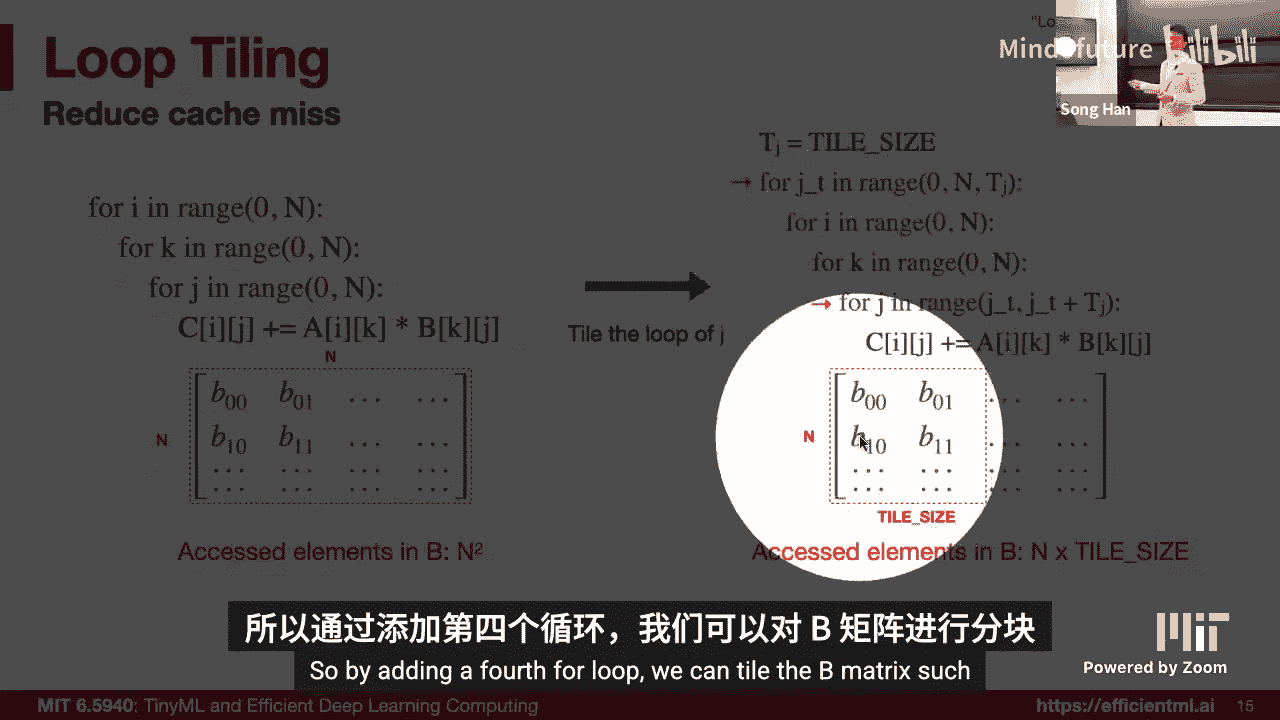 Loop Tiling
Reduce cache miss
"Lo
Mind future bilibili
Song Han
for i in range(0, N):
for k in range(0, N):
for j in range(0, N):
C[i][j] += A[i][k] * B[k][j]
N
N
b00 b01 ... ...
b10 b11 ... ...
... ... ... ...
... ... ... ...
Accessed elements in B: N²
Tile the loop of j
Tj = TILE_SIZE
→ for j_t in range(0, N, Tj):
for i in range(0, N):
for k in range(0, N):
→ for j in range(j_t, j_t + Tj):
C[i][j] += A[i][k] * B[k][j]
N
b00 b01 ... ...
b10 b11 ... ...
... ... ... ...
... ... ... ...
TILE_SIZE
Accessed elements in B: N x TILE_SIZE
所以通过添加第四个循环，我们可以对 B 矩阵进行分块
So by adding a fourth for loop, we can tile the B matrix such
MIT
Powered by Zoom
MIT 6.5940: TinyML and Efficient Deep Learning Computing
https://efficientml.ai
15